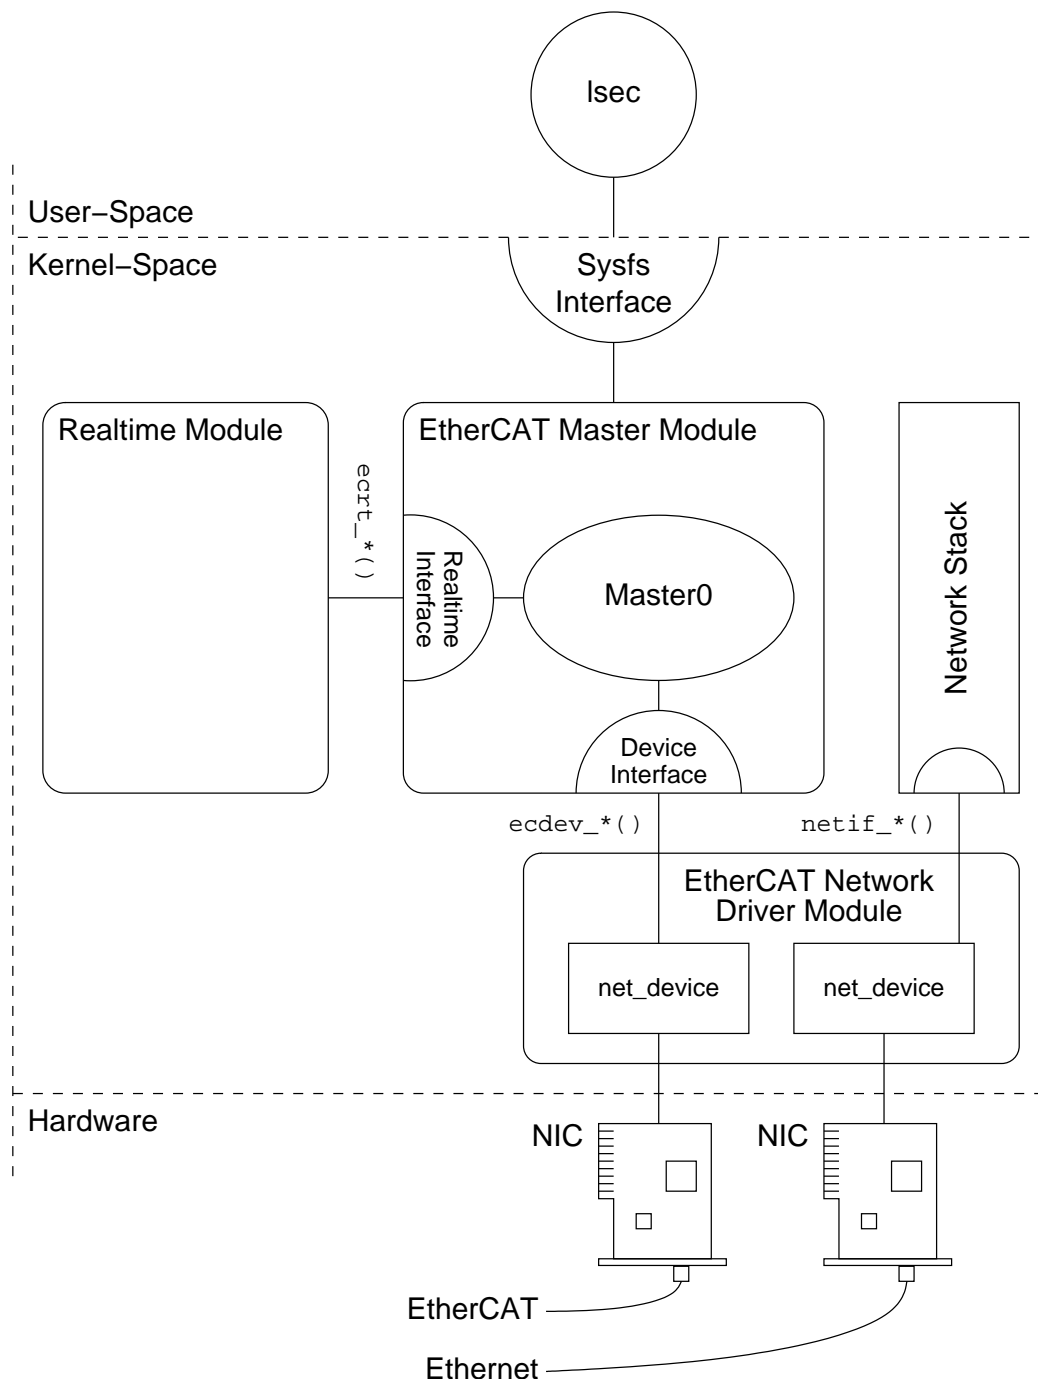 lsec
User−Space
Kernel−Space
Sysfs
Interface
Realtime Module
EtherCAT Master Module
ecrt_*()
Realtime
Interface
Master0
Network Stack
Device
Interface
ecdev_*()
netif_*()
EtherCAT Network
Driver Module
net_device
net_device
Hardware
NIC
NIC
EtherCAT
Ethernet